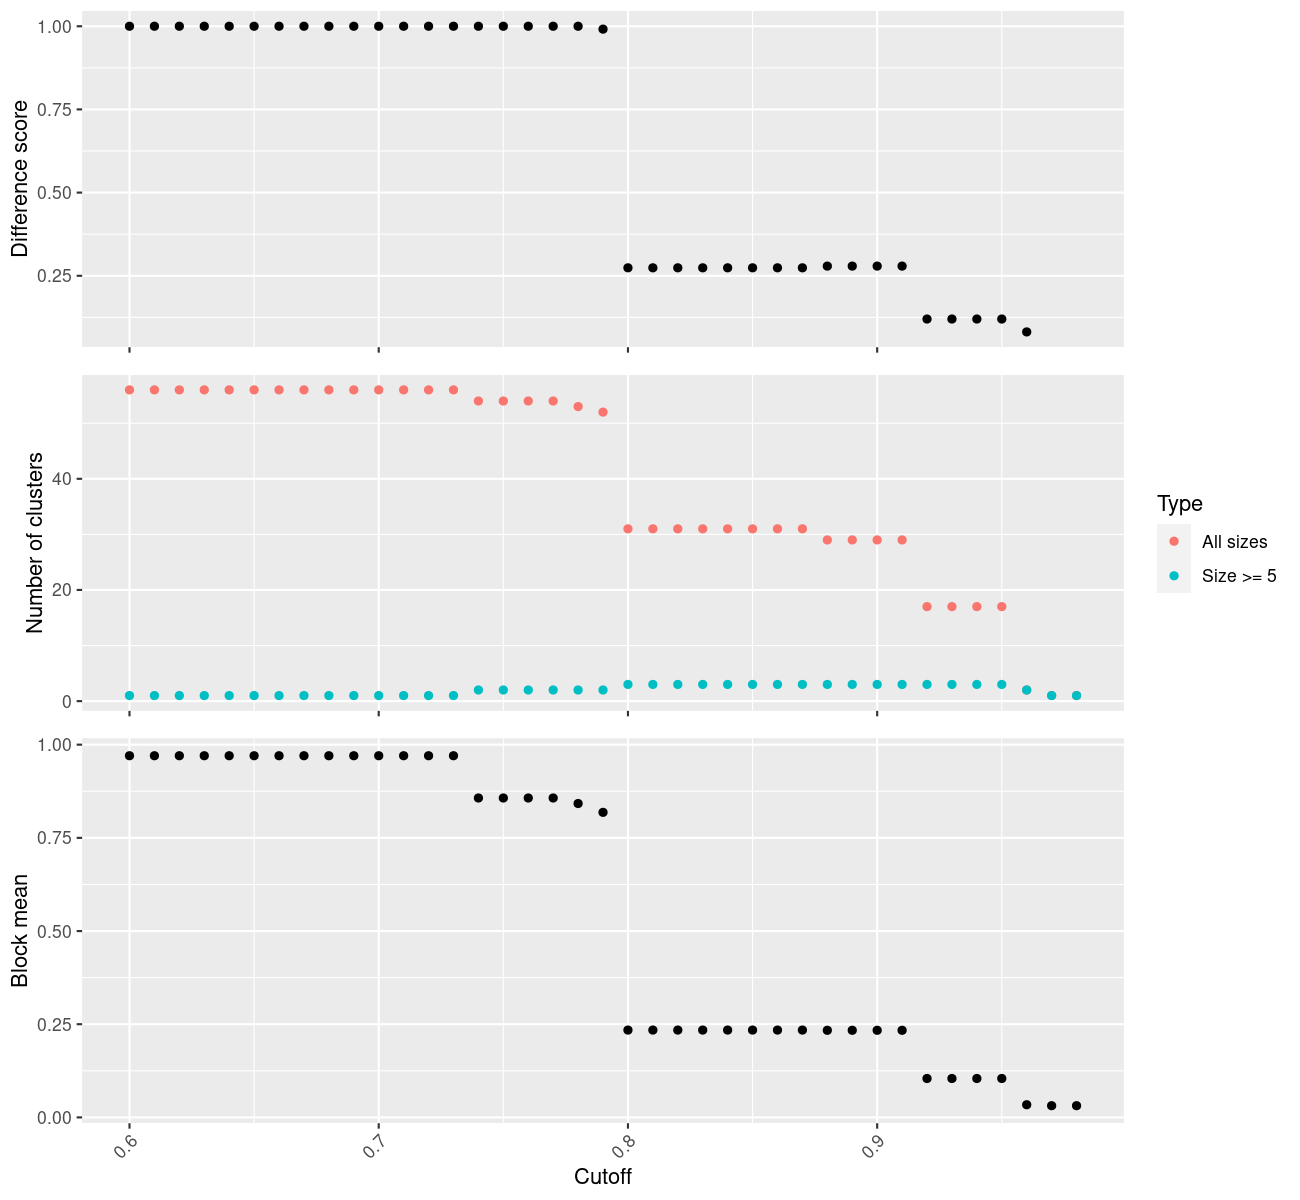 Difference score
1.00
0.75
0.50
0.25
Number of clusters
40
20
0
Type
All sizes
Size >= 5
Block mean
1.00
0.75
0.50
0.25
0.00
0.6
0.7
0.8
0.9
Cutoff